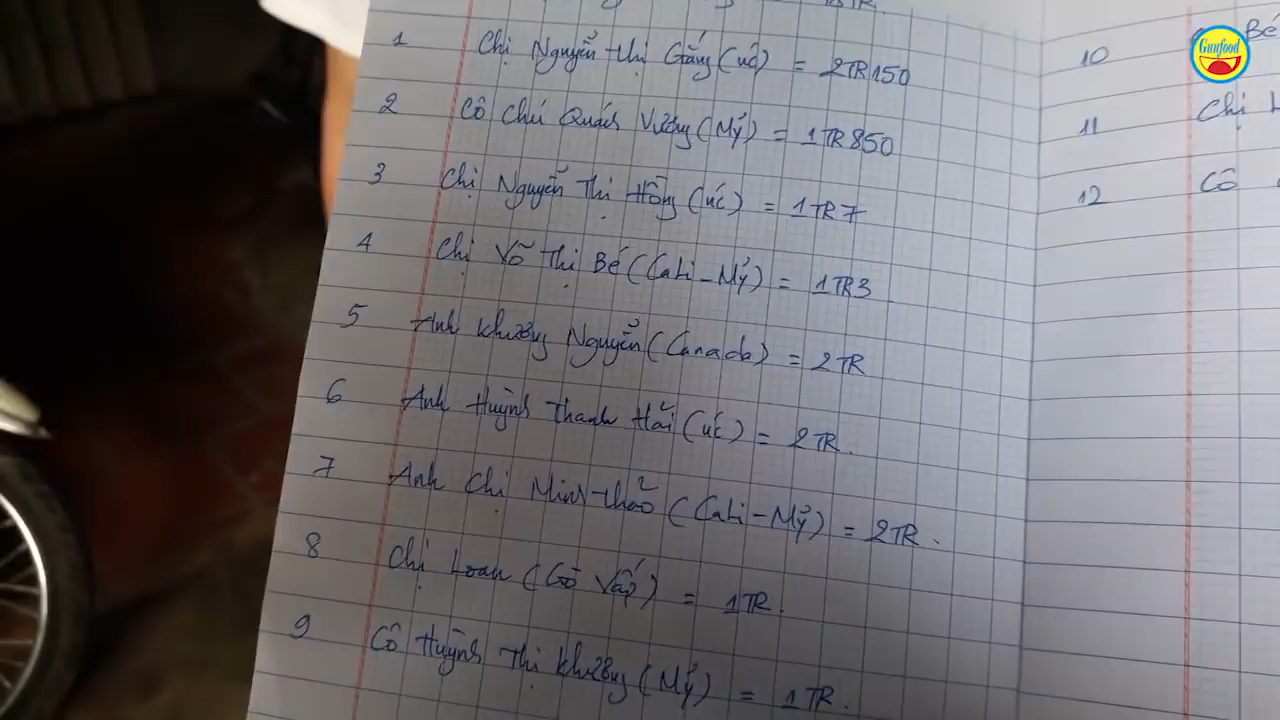 1 Chị Nguyễn Thị Gắng (Úc) = 2TR150
2 Cô Chú Quách Vương (Mỹ) = 1TR850
3 Chị Nguyễn Thị Hồng (Úc) = 1TR7
4 Chị Võ Thị Bé (Cali - Mỹ) = 1TR3
5 Anh Khương Nguyễn (Canada) = 2TR
6 Anh Huỳnh Thanh Hải (Úc) = 2TR.
7 Anh Chị Minh-Thảo (Cali - Mỹ) = 2TR.
8 Chị Loan (Gò Vấp) = 1TR.
9 Cô Huỳnh Thị Khương (Mỹ) = 1TR.
10 Bé
11 Chị
12 Cô
Gunfood